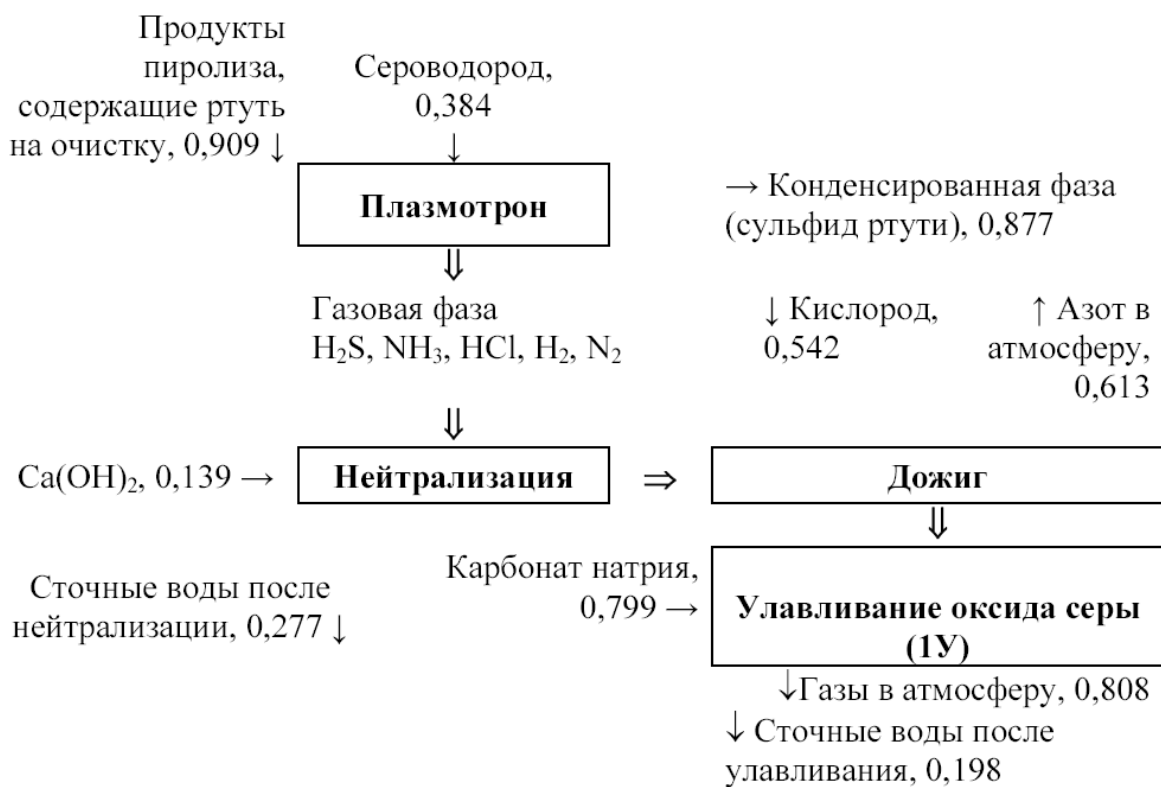 Продукты
пиролиза,
содержащие ртуть
на очистку, 0,909 ↓
Сероводород,
0,384
↓
Плазмотрон
→ Конденсированная фаза
(сульфид ртути), 0,877
⇓
Газовая фаза
H₂S, NH₃, HCl, H₂, N₂
↓ Кислород,
0,542
↑ Азот в
атмосферу,
0,613
⇓
Ca(OH)₂, 0,139 →
Нейтрализация
⇒
Дожиг
⇓
Сточные воды после
нейтрализации, 0,277 ↓
Карбонат натрия,
0,799 →
Улавливание оксида серы
(1У)
↓Газы в атмосферу, 0,808
↓ Сточные воды после
улавливания, 0,198